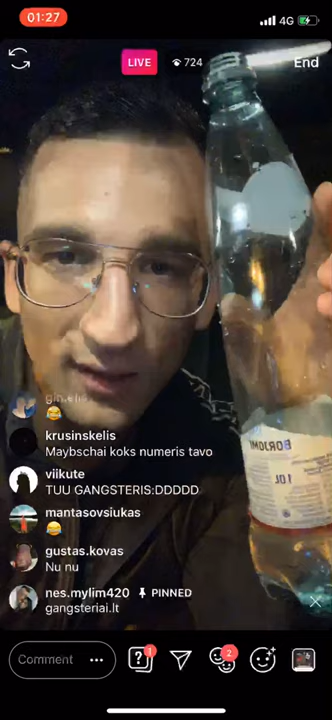 01:27
4G
LIVE
724
End
😂
krusinskelis
Maybschai koks numeris tavo
viikute
TUU GANGSTERIS:DDDDD
mantasovsiukas
😂
gustas.kovas
Nu nu
nes.mylim420 PINNED
gangsteriai.lt
BORJOMI
Comment
1
2